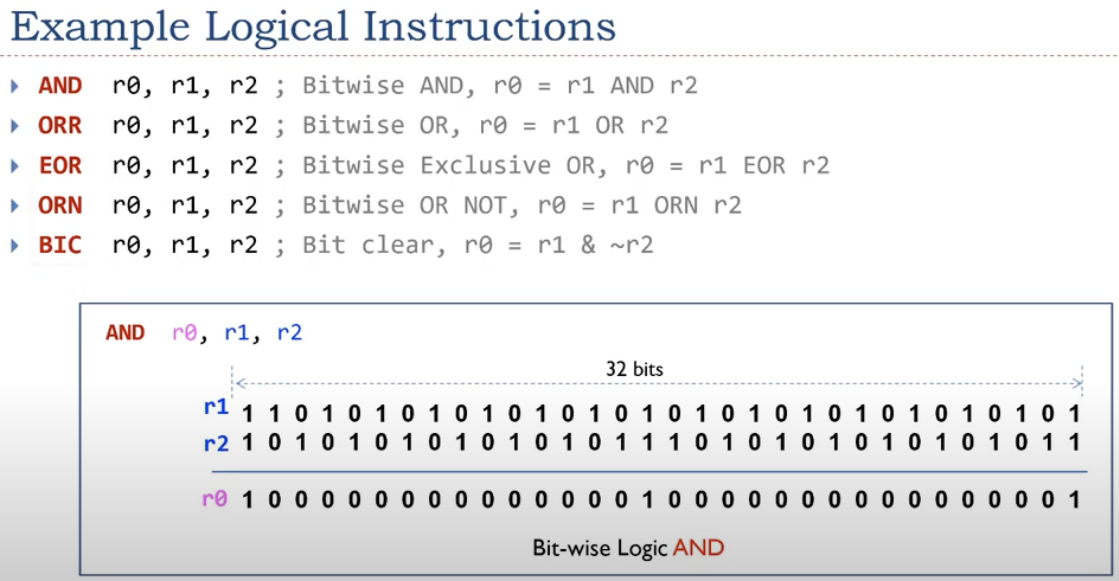 Example Logical Instructions
AND r0, r1, r2 ; Bitwise AND, r0 = r1 AND r2
ORR r0, r1, r2 ; Bitwise OR, r0 = r1 OR r2
EOR r0, r1, r2 ; Bitwise Exclusive OR, r0 = r1 EOR r2
ORN r0, r1, r2 ; Bitwise OR NOT, r0 = r1 ORN r2
BIC r0, r1, r2 ; Bit clear, r0 = r1 & ~r2
AND r0, r1, r2
32 bits
r1 1 1 0 1 0 1 0 1 0 1 0 1 0 1 0 1 0 1 0 1 0 1 0 1 0 1 0 1 0 1 0 1
r2 1 0 1 0 1 0 1 0 1 0 1 0 1 0 1 1 1 0 1 0 1 0 1 0 1 0 1 0 1 0 1 1
r0 1 0 0 0 0 0 0 0 0 0 0 0 0 0 0 1 0 0 0 0 0 0 0 0 0 0 0 0 0 0 0 1
Bit-wise Logic AND